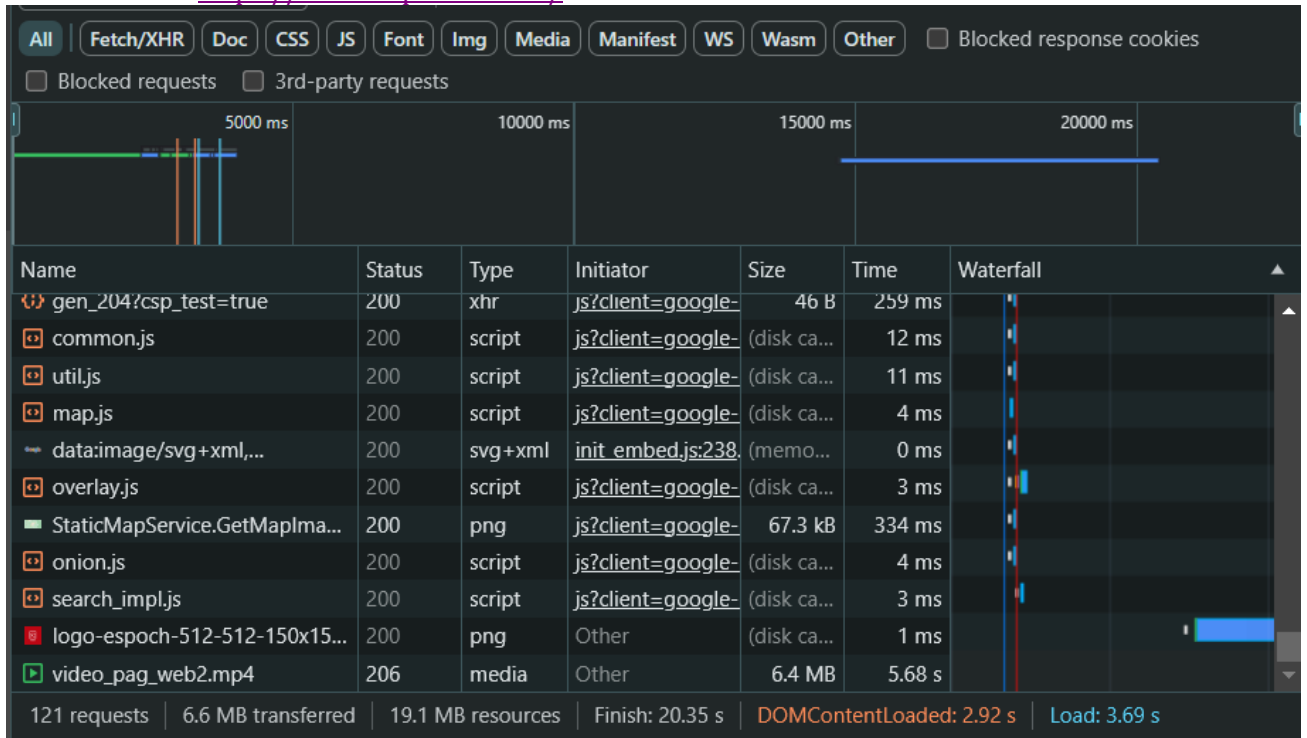 All Fetch/XHR Doc CSS JS Font Img Media Manifest WS Wasm Other Blocked response cookies
Blocked requests 3rd-party requests
5000 ms 10000 ms 15000 ms 20000 ms
Name Status Type Initiator Size Time Waterfall
gen_204?csp_test=true 200 xhr js?client=google- 46 B 259 ms
common.js 200 script js?client=google- (disk ca... 12 ms
util.js 200 script js?client=google- (disk ca... 11 ms
map.js 200 script js?client=google- (disk ca... 4 ms
data:image/svg+xml,... 200 svg+xml init_embed.js:238. (memo... 0 ms
overlay.js 200 script js?client=google- (disk ca... 3 ms
StaticMapService.GetMapIma... 200 png js?client=google- 67.3 kB 334 ms
onion.js 200 script js?client=google- (disk ca... 4 ms
search_impl.js 200 script js?client=google- (disk ca... 3 ms
logo-espoch-512-512-150x15... 200 png Other (disk ca... 1 ms
video_pag_web2.mp4 206 media Other 6.4 MB 5.68 s
121 requests 6.6 MB transferred 19.1 MB resources Finish: 20.35 s DOMContentLoaded: 2.92 s Load: 3.69 s